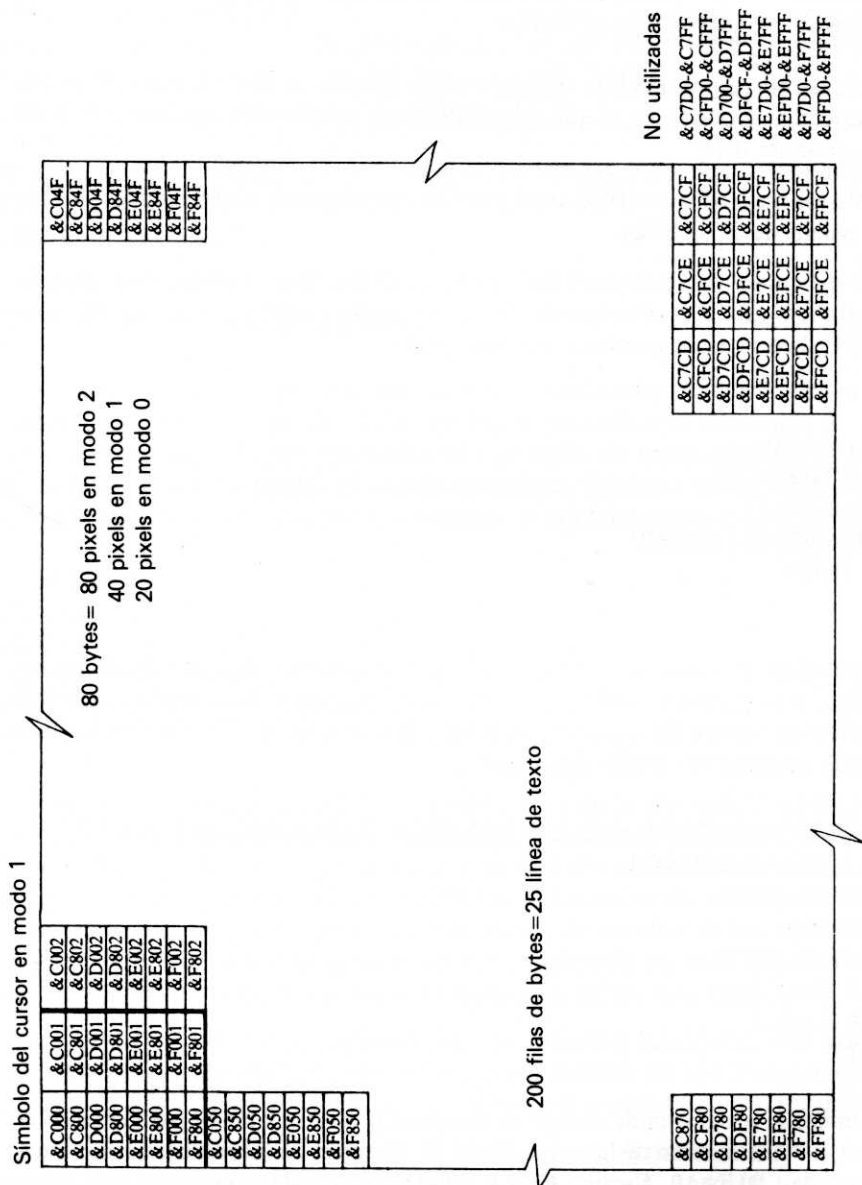 Símbolo del cursor en modo 1
&C000 &C001 &C002 &C04F
&C800 &C801 &C802 &C84F
&D000 &D001 &D002 &D04F
&D800 &D801 &D802 &D84F
&E000 &E001 &E002 &E04F
&E800 &E801 &E802 &E84F
&F000 &F001 &F002 &F04F
&F800 &F801 &F802 &F84F
&C050
&C850
&D050
&D850
&E050
&E850
&F050
&F850
80 bytes= 80 pixels en modo 2
40 pixels en modo 1
20 pixels en modo 0
200 filas de bytes=25 línea de texto
No utilizadas
&C870 &C7CD &C7CE &C7CF &C7D0-&C7FF
&CF80 &CFCD &CFCE &CFCF &CFD0-&CFFF
&D780 &D7CD &D7CE &D7CF &D700-&D7FF
&DF80 &DFCD &DFCE &DFCF &DFCF-&DFFF
&E780 &E7CD &E7CE &E7CF &E7D0-&E7FF
&EF80 &EFCD &EFCE &EFCF &EFD0-&EFFF
&F780 &F7CD &F7CE &F7CF &F7D0-&F7FF
&FF80 &FFCD &FFCE &FFCF &FFD0-&FFFF